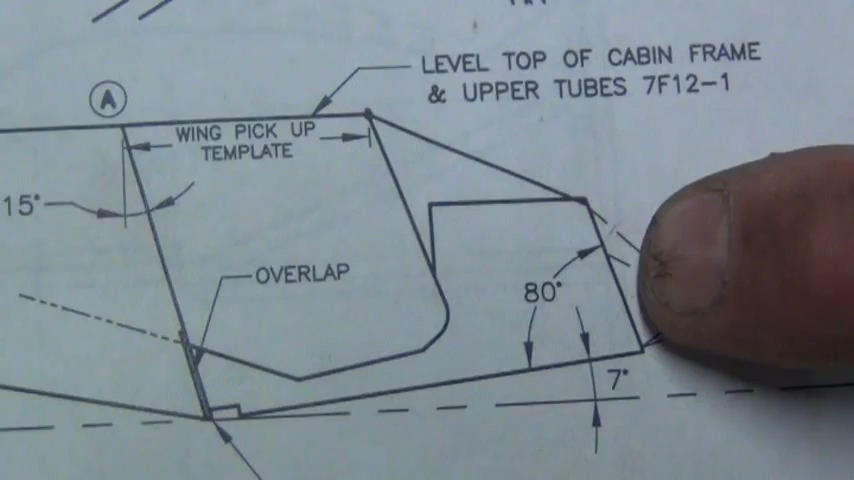 LEVEL TOP OF CABIN FRAME
& UPPER TUBES 7F12-1
A
WING PICK UP
TEMPLATE
15°
OVERLAP
80°
7°